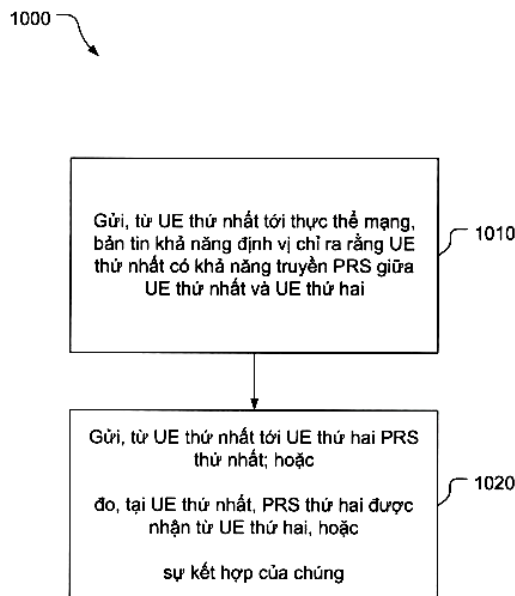 1000
Gửi, từ UE thứ nhất tới thực thể mạng,
bản tin khả năng định vị chỉ ra rằng UE
thứ nhất có khả năng truyền PRS giữa
UE thứ nhất và UE thứ hai
1010
Gửi, từ UE thứ nhất tới UE thứ hai PRS
thứ nhất; hoặc
đo, tại UE thứ nhất, PRS thứ hai được
nhận từ UE thứ hai, hoặc
sự kết hợp của chúng
1020